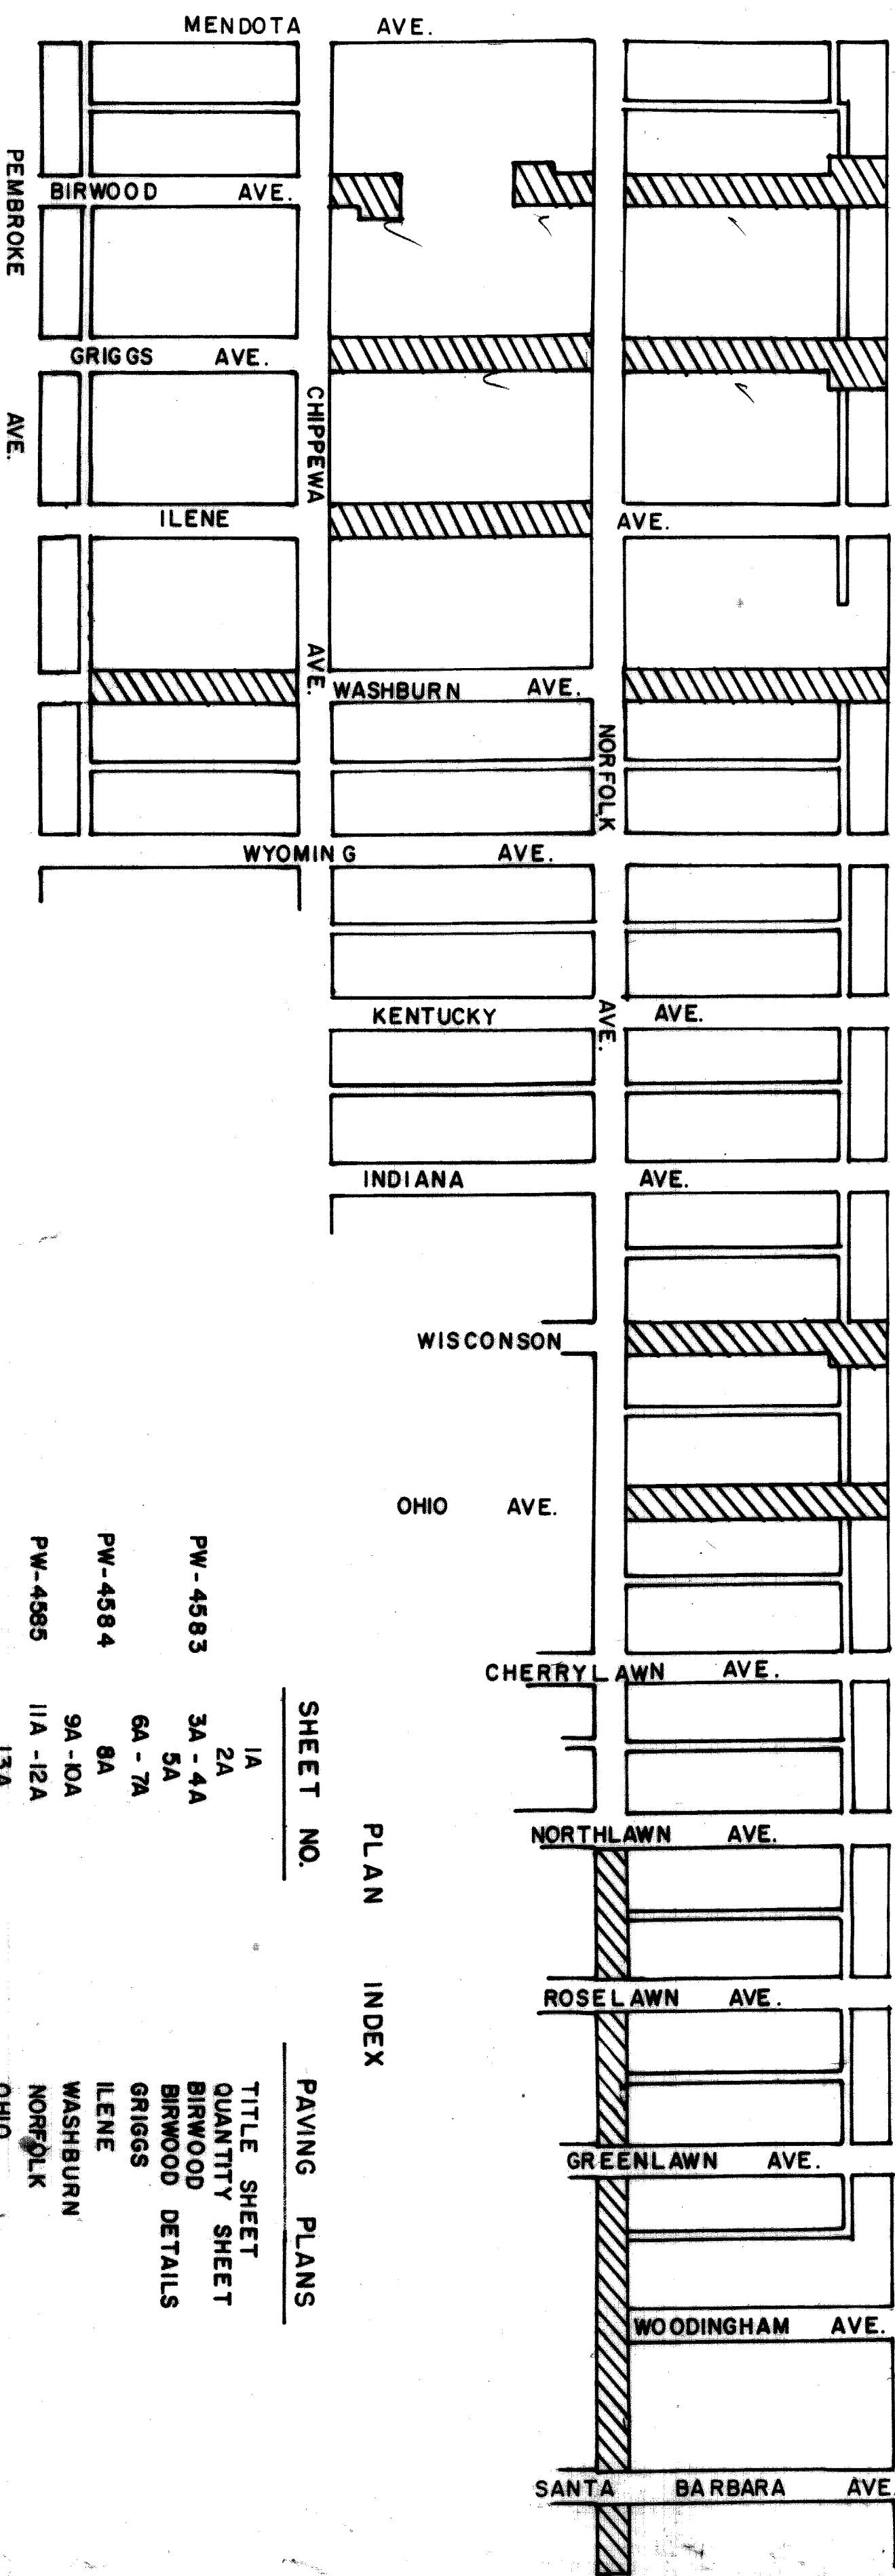 MENDOTA AVE.
PEMBROKE AVE.
BIRWOOD AVE.
GRIGGS AVE.
CHIPPEWA AVE.
ILENE AVE.
WASHBURN AVE.
NORFOLK AVE.
WYOMING AVE.
KENTUCKY AVE.
INDIANA AVE.
WISCONSON
OHIO AVE.
CHERRYLAWN AVE.
NORTHLAWN AVE.
ROSELAWN AVE.
GREENLAWN AVE.
WOODINGHAM AVE.
SANTA BARBARA AVE.
PLAN INDEX
SHEET NO. PAVING PLANS
1A TITLE SHEET
2A QUANTITY SHEET
PW-4583 3A - 4A BIRWOOD
5A BIRWOOD DETAILS
6A - 7A GRIGGS
PW-4584 8A ILENE
9A -10A WASHBURN
PW-4585 11A -12A NORFOLK
13A OHIO